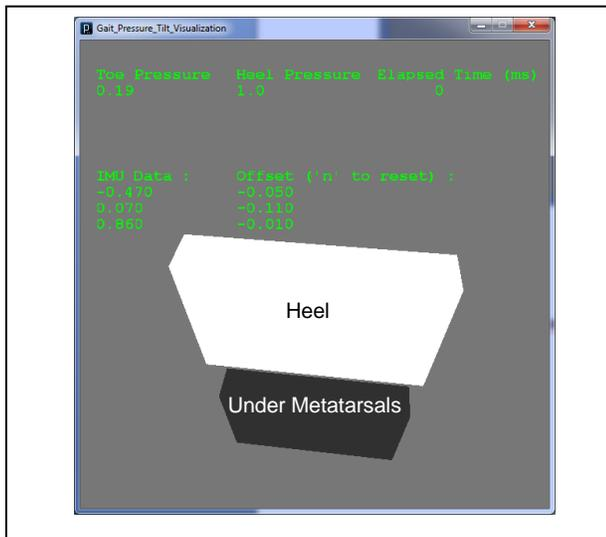 Gait_Pressure_Tilt_Visualization
Toe Pressure Heel Pressure Elapsed Time (ms)
0.19 1.0 0
IMU Data : Offset ('n' to reset) :
-0.470 -0.050
0.070 -0.110
0.860 -0.010
Heel
Under Metatarsals